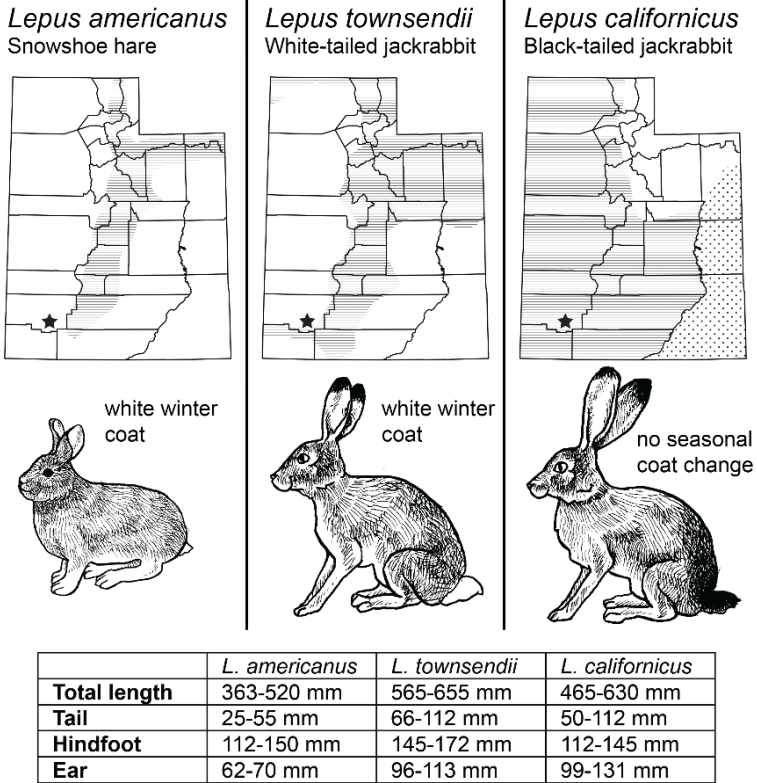 Lepus americanus
Snowshoe hare
Lepus townsendii
White-tailed jackrabbit
Lepus californicus
Black-tailed jackrabbit
white winter
coat
white winter
coat
no seasonal
coat change
L. americanus L. townsendii L. californicus
Total length 363-520 mm 565-655 mm 465-630 mm
Tail 25-55 mm 66-112 mm 50-112 mm
Hindfoot 112-150 mm 145-172 mm 112-145 mm
Ear 62-70 mm 96-113 mm 99-131 mm